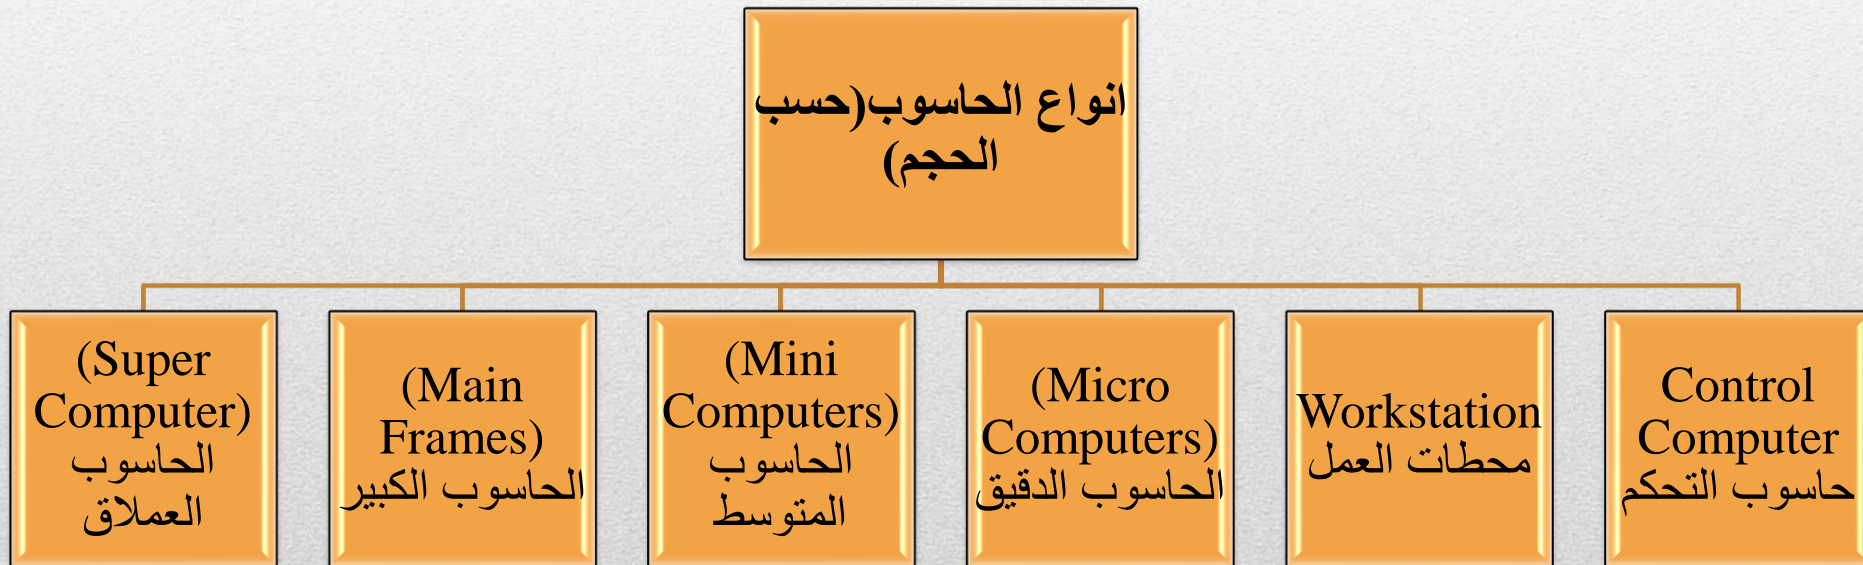 انواع الحاسوب(حسب
الحجم)
(Super
Computer)
الحاسوب
العملاق
(Main
Frames)
الحاسوب الكبير
(Mini
Computers)
الحاسوب
المتوسط
(Micro
Computers)
الحاسوب الدقيق
Workstation
محطات العمل
Control
Computer
حاسوب التحكم